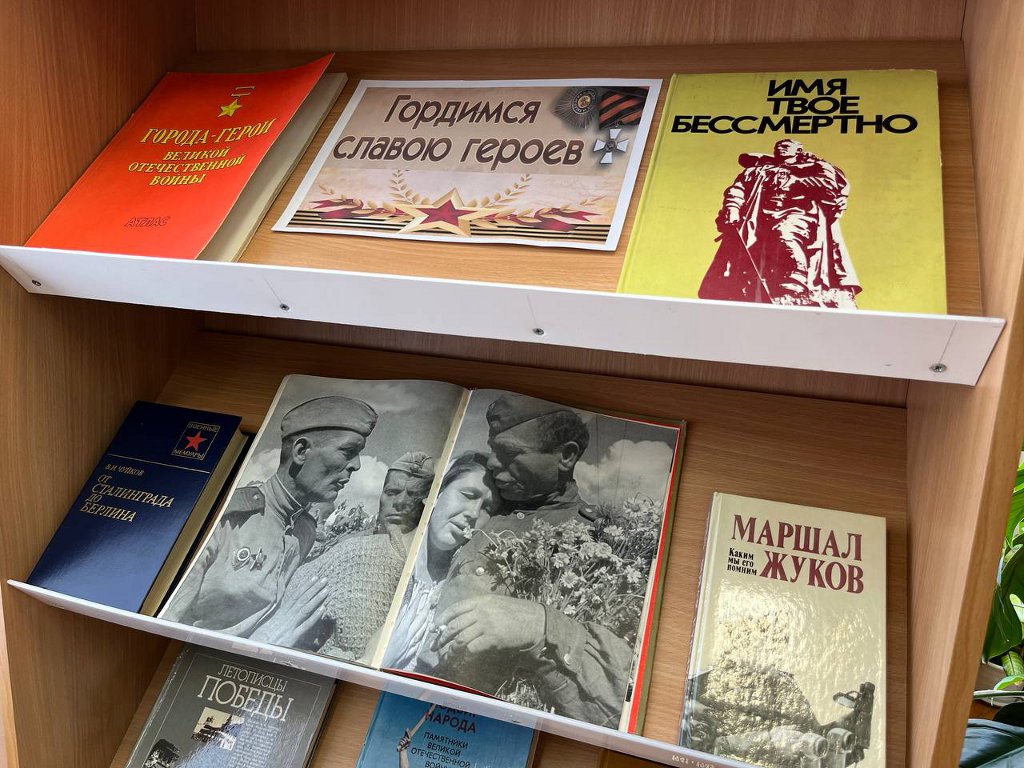 ГОРОДА-ГЕРОИ
ВЕЛИКОЙ
ОТЕЧЕСТВЕННОЙ
ВОЙНЫ
АТЛАС
Гордимся
славою героев
ИМЯ
ТВОЕ
БЕССМЕРТНО
ВОЕННЫЕ
МЕМУАРЫ
В.И. ЧУЙКОВ
ОТ
СТАЛИНГРАДА
ДО
БЕРЛИНА
МАРШАЛ
ЖУКОВ
Каким
мы его
помним
ЛЕТОПИСЦЫ
ПОБЕДЫ
НАРОДА
ПАМЯТНИКИ
ВЕЛИКОЙ
ОТЕЧЕСТВЕННОЙ